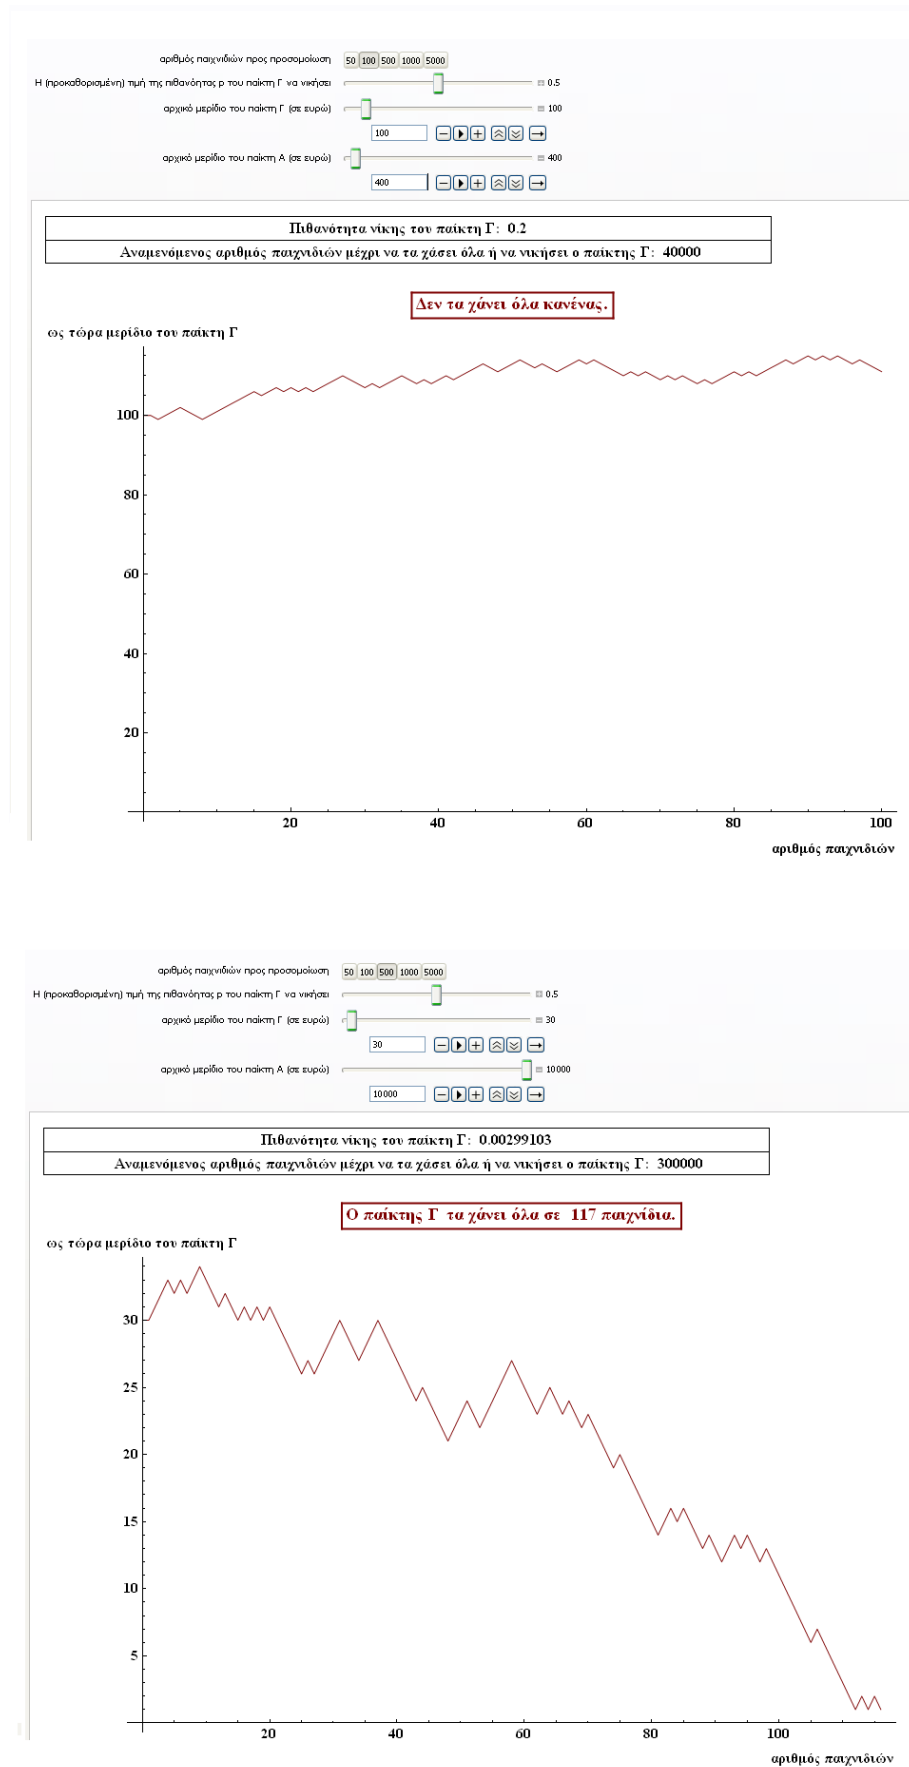 αριθμός παιχνιδιών προς προσομοίωση 50 100 500 1000 5000
Η (προκαθορισμένη) τιμή της πιθανότητας p του παίκτη Γ να νικήσει 0.5
αρχικό μερίδιο του παίκτη Γ (σε ευρώ) 100
100
αρχικό μερίδιο του παίκτη Α (σε ευρώ) 400
400
Πιθανότητα νίκης του παίκτη Γ: 0.2
Αναμενόμενος αριθμός παιχνιδιών μέχρι να τα χάσει όλα ή να νικήσει ο παίκτης Γ: 40000
Δεν τα χάνει όλα κανένας.
ως τώρα μερίδιο του παίκτη Γ
100
80
60
40
20
20 40 60 80 100
αριθμός παιχνιδιών
αριθμός παιχνιδιών προς προσομοίωση 50 100 500 1000 5000
Η (προκαθορισμένη) τιμή της πιθανότητας p του παίκτη Γ να νικήσει 0.5
αρχικό μερίδιο του παίκτη Γ (σε ευρώ) 30
30
αρχικό μερίδιο του παίκτη Α (σε ευρώ) 10000
10000
Πιθανότητα νίκης του παίκτη Γ: 0.00299103
Αναμενόμενος αριθμός παιχνιδιών μέχρι να τα χάσει όλα ή να νικήσει ο παίκτης Γ: 300000
Ο παίκτης Γ τα χάνει όλα σε 117 παιχνίδια.
ως τώρα μερίδιο του παίκτη Γ
30
25
20
15
10
5
20 40 60 80 100
αριθμός παιχνιδιών